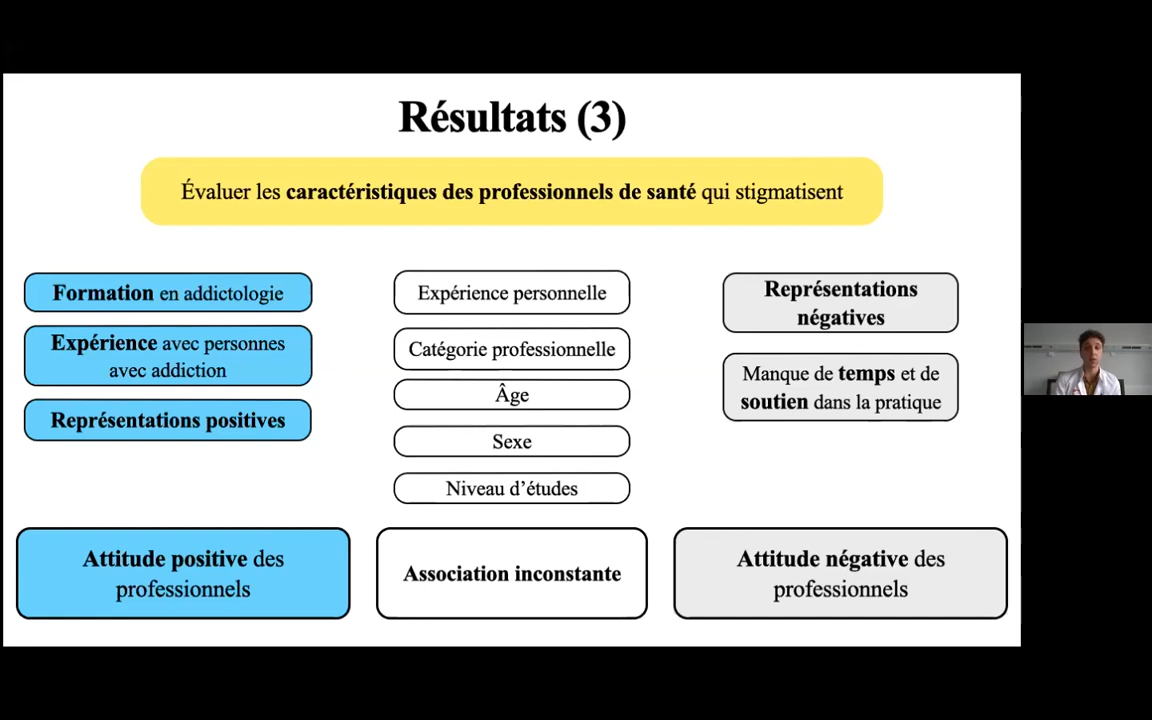 Résultats (3)
Évaluer les caractéristiques des professionnels de santé qui stigmatisent
Formation en addictologie
Expérience avec personnes
avec addiction
Représentations positives
Attitude positive des
professionnels
Expérience personnelle
Catégorie professionnelle
Âge
Sexe
Niveau d'études
Association inconstante
Représentations
négatives
Manque de temps et de
soutien dans la pratique
Attitude négative des
professionnels